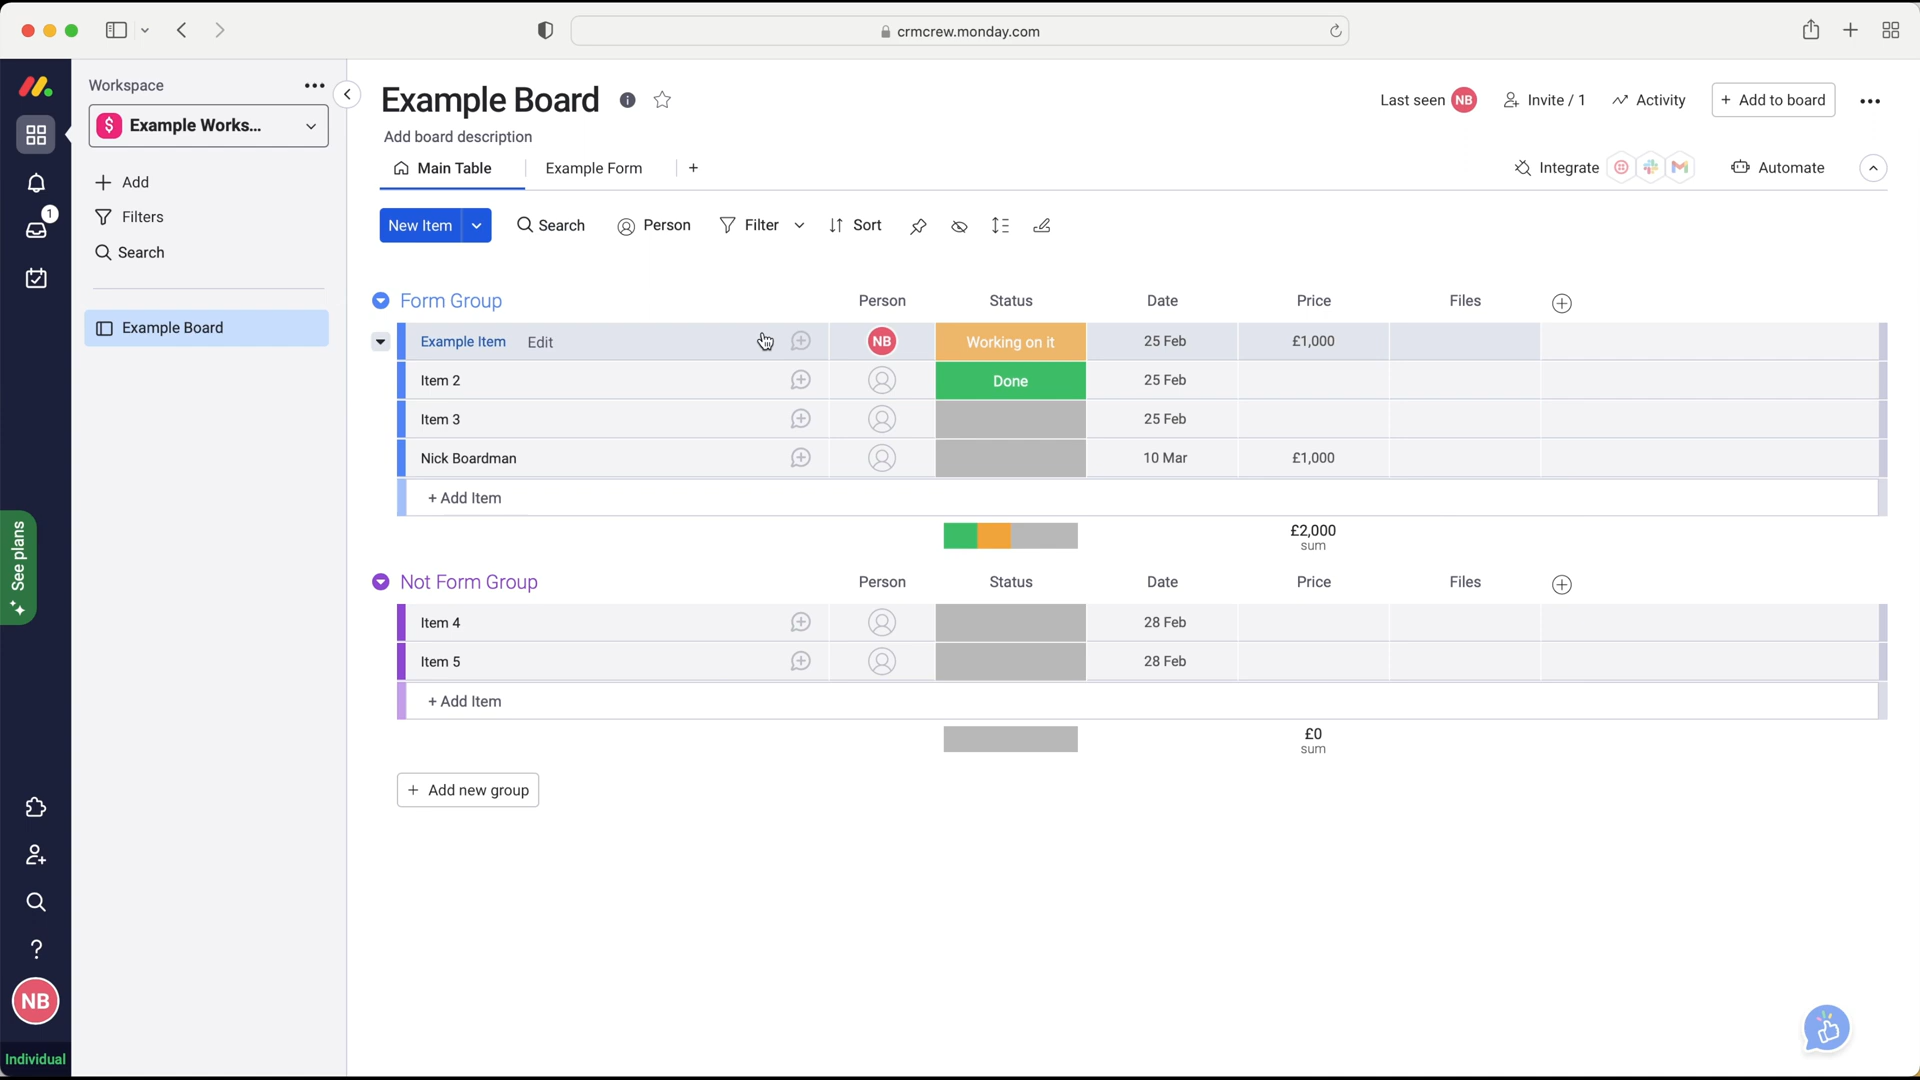 crmcrew.monday.com
Workspace
$ Example Works...
+ Add
Filters
Search
Example Board
1
See plans
?
NB
Individual
Example Board
Last seen NB Invite / 1 Activity + Add to board
Add board description
Main Table Example Form +
Integrate Automate
New Item Search Person Filter Sort
Form Group Person Status Date Price Files
Example Item Edit NB Working on it 25 Feb £1,000
Item 2 Done 25 Feb
Item 3 25 Feb
Nick Boardman 10 Mar £1,000
+ Add Item
£2,000
sum
Not Form Group Person Status Date Price Files
Item 4 28 Feb
Item 5 28 Feb
+ Add Item
£0
sum
+ Add new group